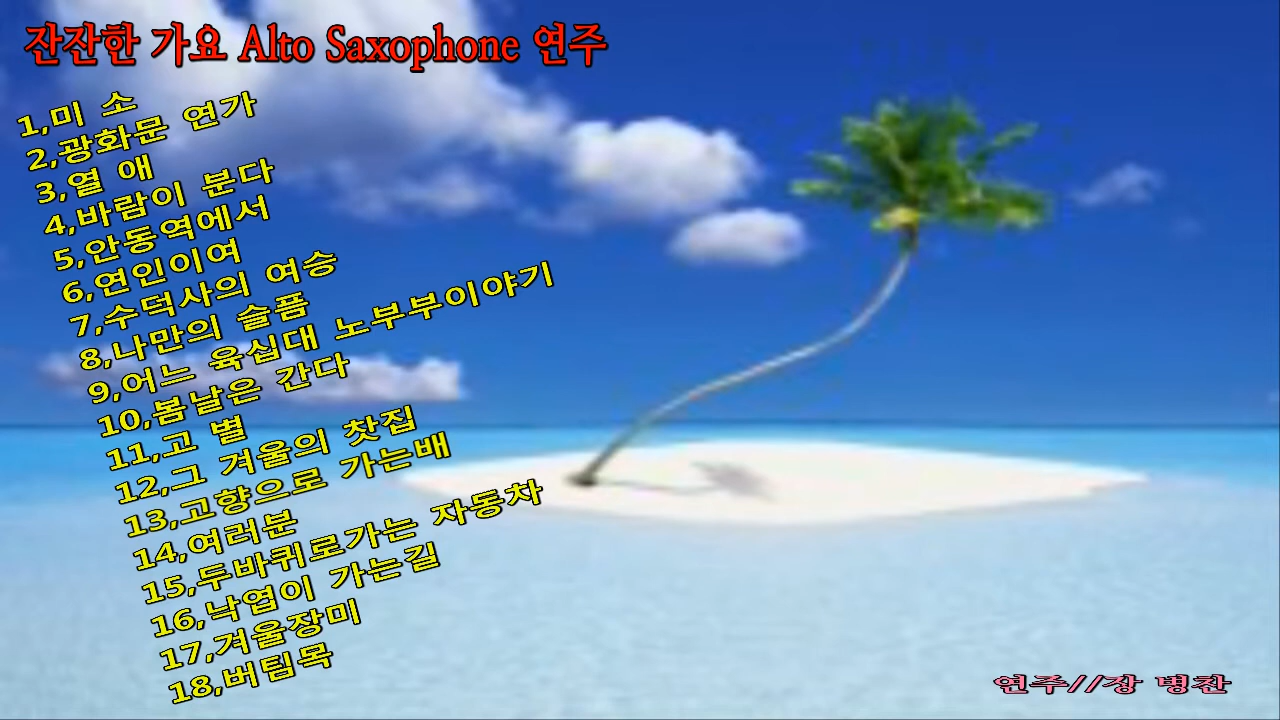 잔잔한 가요 Alto Saxophone 연주
1,미 소
2,광화문 연가
3,열 애
4,바람이 분다
5,안동역에서
6,연인이여
7,수덕사의 여승
8,나만의 슬픔
9,어느 육십대 노부부이야기
10,봄날은 간다
11,고 별
12,그 겨울의 찻집
13,고향으로 가는배
14,여러분
15,두바퀴로가는 자동차
16,낙엽이 가는길
17,겨울장미
18,버팀목
연주//장 병찬